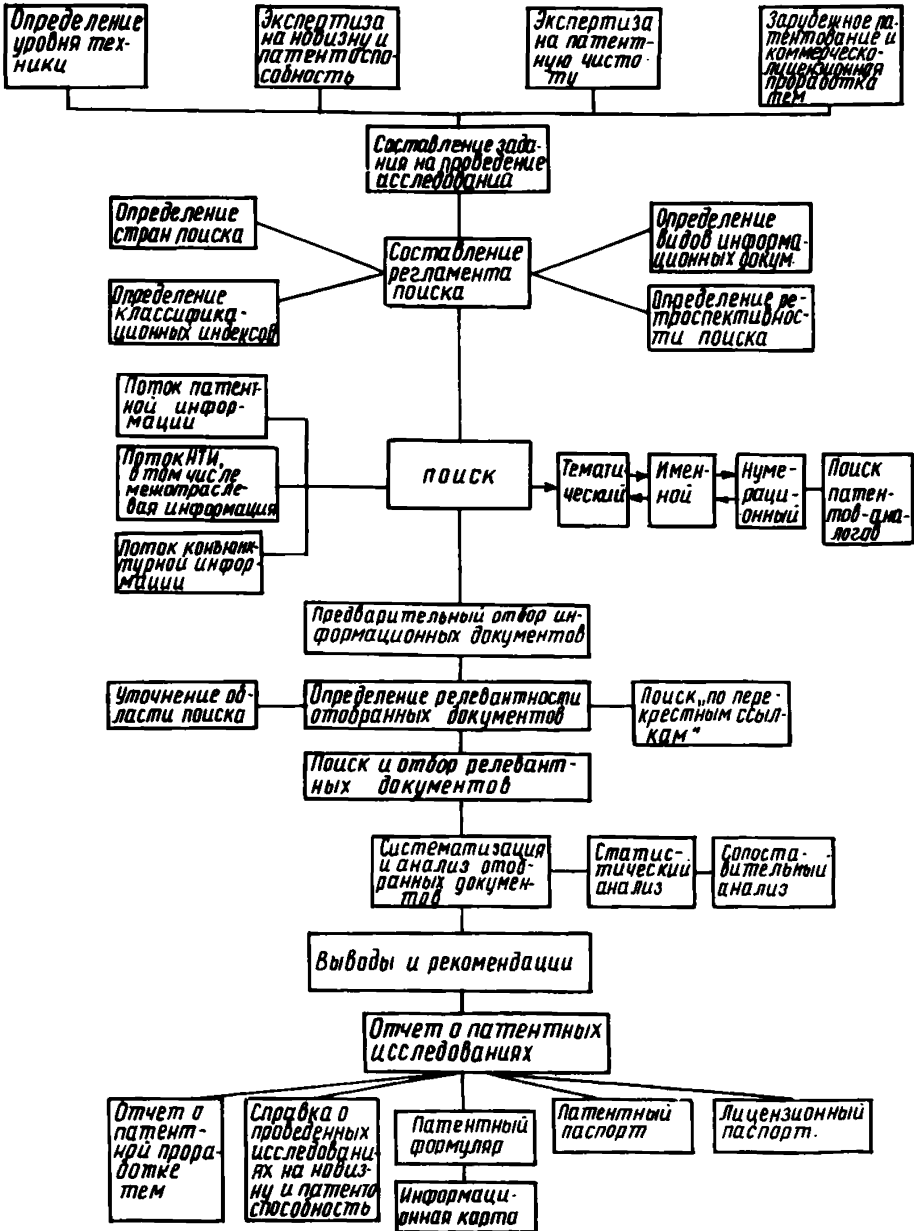 Определение
уровня тех-
ники
Экспертиза
на новизну и
патентоспо-
собность
Экспертиза
на патент-
ную чисто-
ту
Зарубежное па-
тентование и
коммерческо-
лицензионная
проработка
тем
Составление зада-
ния на проведение
исследований
Определение
стран поиска
Составление
регламента
поиска
Определение
видов информа-
ционных докум.
Определение
классифика-
ционных индексов
Определение ре-
троспективнос-
ти поиска
Поток патент-
ной инфор-
мации
Поток НТИ,
в том числе
межотрасле-
вая информация
Поток конъюнк-
турной инфор-
мации
ПОИСК
Темати-
ческий
Имен-
ной
Нуме-
раци-
онный
Поиск
патен-
тов-ана-
логов
Предварительный отбор ин-
формационных документов
Уточнение об-
ласти поиска
Определение релевантности
отобранных документов
Поиск „по пере-
крестным ссыл-
кам"
Поиск и отбор релевант-
ных документов
Систематизация
и анализ отоб-
ранных докумен-
тов
Статис-
тический
анализ
Сопоста-
вительный
анализ
Выводы и рекомендации
Отчет о патентных
исследованиях
Отчет о
патент-
ной прора-
ботке
тем
Справка о
проведенных
исследовани-
ях на новиз-
ну и патенто
способность
Патентный
формуляр
Информаци-
онная карта
Патентный
паспорт
Лицензионный
паспорт.